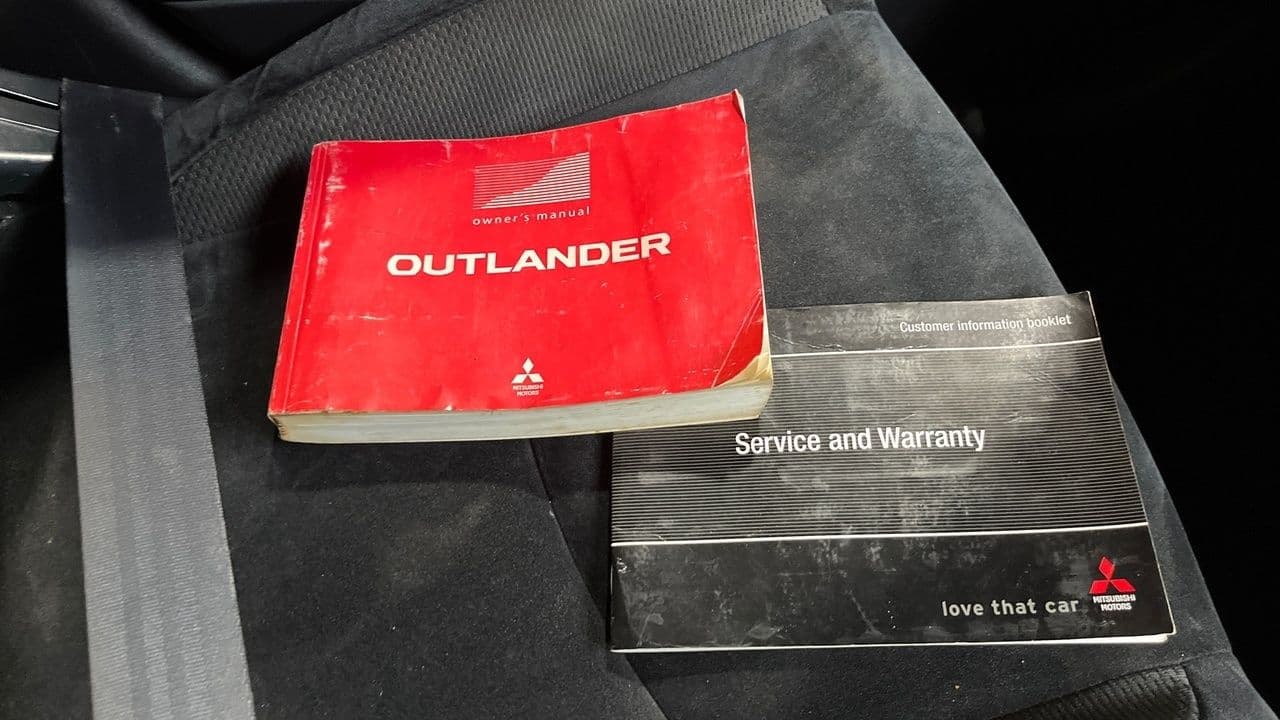 owner's manual
OUTLANDER
MITSUBISHI
MOTORS
Customer information booklet
Service and Warranty
love that car
MITSUBISHI
MOTORS